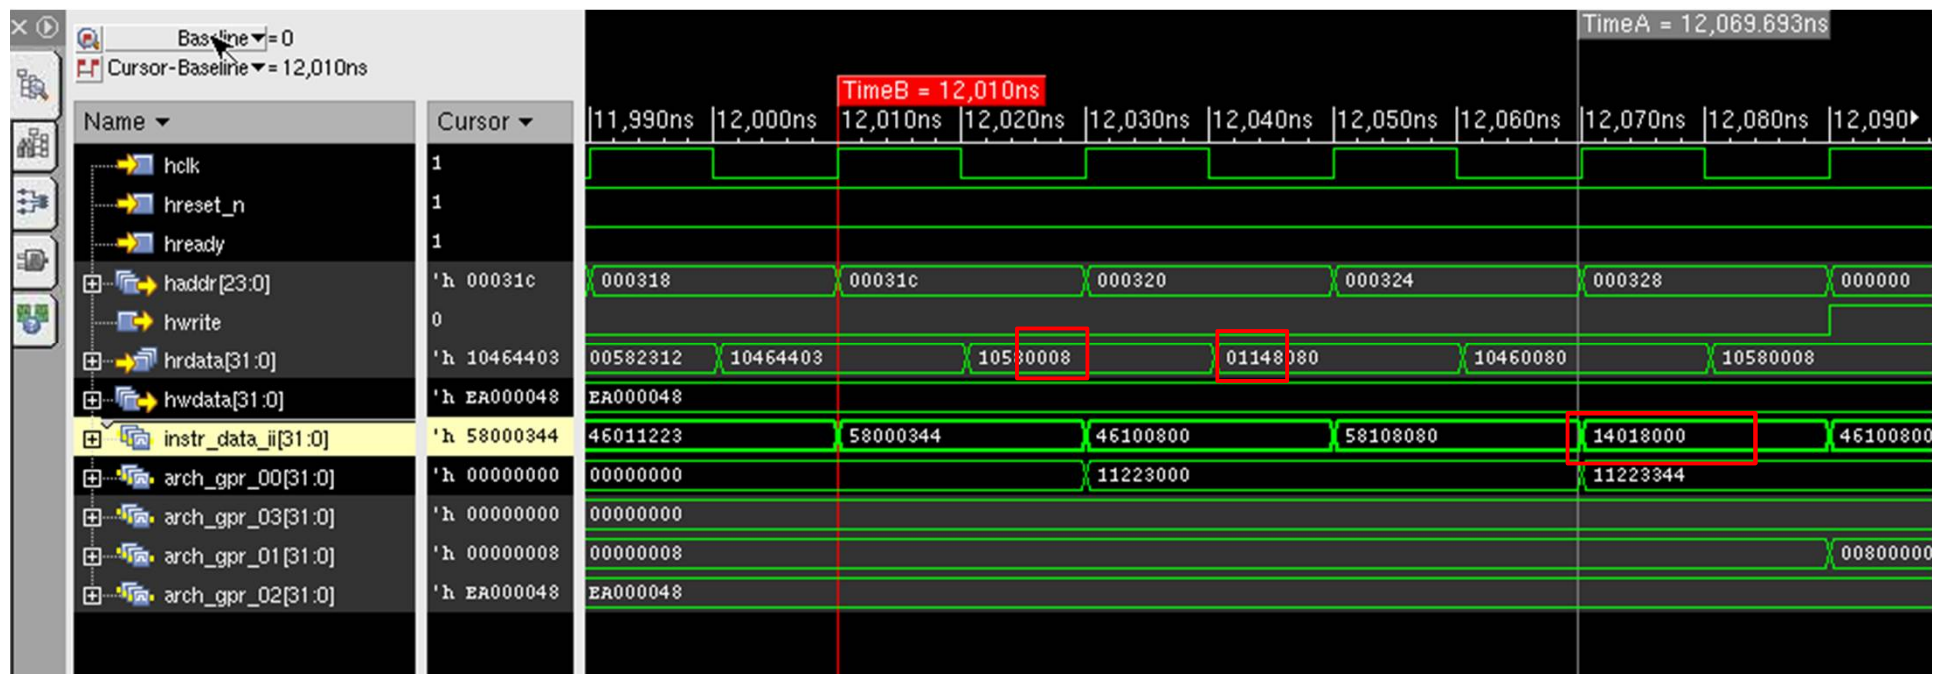 TimeA = 12,069.693ns
Baseline = 0
Cursor-Baseline = 12,010ns
TimeB = 12,010ns
Name Cursor 11,990ns 12,000ns 12,010ns 12,020ns 12,030ns 12,040ns 12,050ns 12,060ns 12,070ns 12,080ns 12,090
hclk 1
hreset_n 1
hready 1
haddr[23:0] 'h 00031c 000318 00031c 000320 000324 000328 000000
hwrite 0
hrdata[31:0] 'h 10464403 00582312 10464403 10580008 01148080 10460080 10580008
hwdata[31:0] 'h EA000048 EA000048
instr_data_ii[31:0] 'h 58000344 46011223 58000344 46100800 58108080 14018000 46100800
arch_gpr_00[31:0] 'h 00000000 00000000 11223000 11223344
arch_gpr_03[31:0] 'h 00000000 00000000
arch_gpr_01[31:0] 'h 00000008 00000008 00800000
arch_gpr_02[31:0] 'h EA000048 EA000048